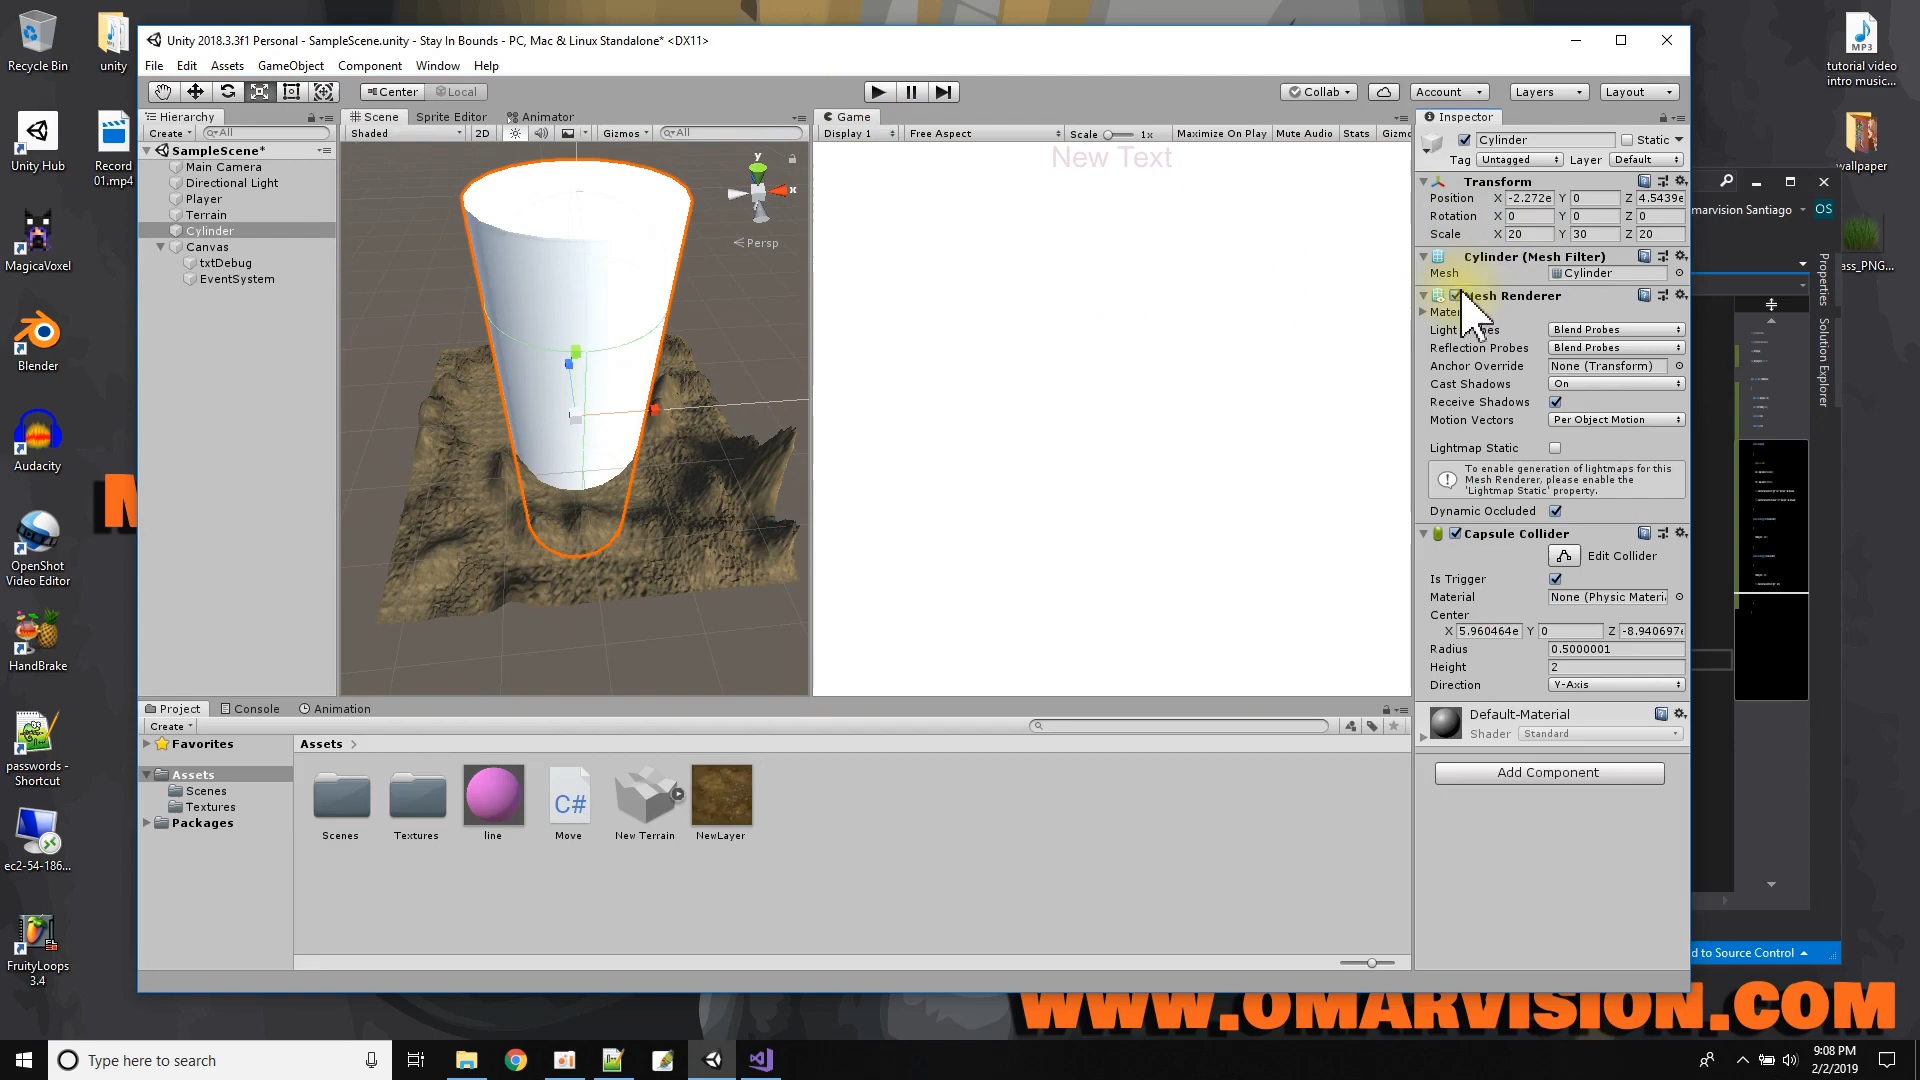 Recycle Bin
unity
Unity Hub
Record
01.mp4
MagicaVoxel
Blender
Audacity
OpenShot
Video Editor
HandBrake
passwords -
Shortcut
ec2-54-186...
FruityLoops
3.4
Unity 2018.3.3f1 Personal - SampleScene.unity - Stay In Bounds - PC, Mac & Linux Standalone* <DX11>
File Edit Assets GameObject Component Window Help
Center Local
Collab Account Layers Layout
Hierarchy
Create All
SampleScene*
Main Camera
Directional Light
Player
Terrain
Cylinder
Canvas
txtDebug
EventSystem
Scene Sprite Editor Animator
Shaded 2D Gizmos All
y
x
Persp
Game
Display 1 Free Aspect Scale 1x Maximize On Play Mute Audio Stats Gizmo
New Text
Inspector
Cylinder Static
Tag Untagged Layer Default
Transform
Position X -2.272e Y 0 Z 4.5439e
Rotation X 0 Y 0 Z 0
Scale X 20 Y 30 Z 20
Cylinder (Mesh Filter)
Mesh Cylinder
Mesh Renderer
Blend Probes
Reflection Probes Blend Probes
Anchor Override None (Transform)
Cast Shadows On
Receive Shadows
Motion Vectors Per Object Motion
Lightmap Static
To enable generation of lightmaps for this
Mesh Renderer, please enable the
'Lightmap Static' property.
Dynamic Occluded
Capsule Collider
Edit Collider
Is Trigger
Material None (Physic Materi
Center
X 5.960464e Y 0 Z -8.940697
Radius 0.5000001
Height 2
Direction Y-Axis
Default-Material
Shader Standard
Add Component
Project Console Animation
Create
Favorites
Assets
Scenes
Textures
Packages
Assets
Scenes Textures line C# Move New Terrain NewLayer
MP3
tutorial video
intro music...
wallpaper
marvision Santiago OS
ass_PNG...
Properties
Solution Explorer
d to Source Control
M
WWW.OMARVISION.COM
Type here to search
9:08 PM
2/2/2019